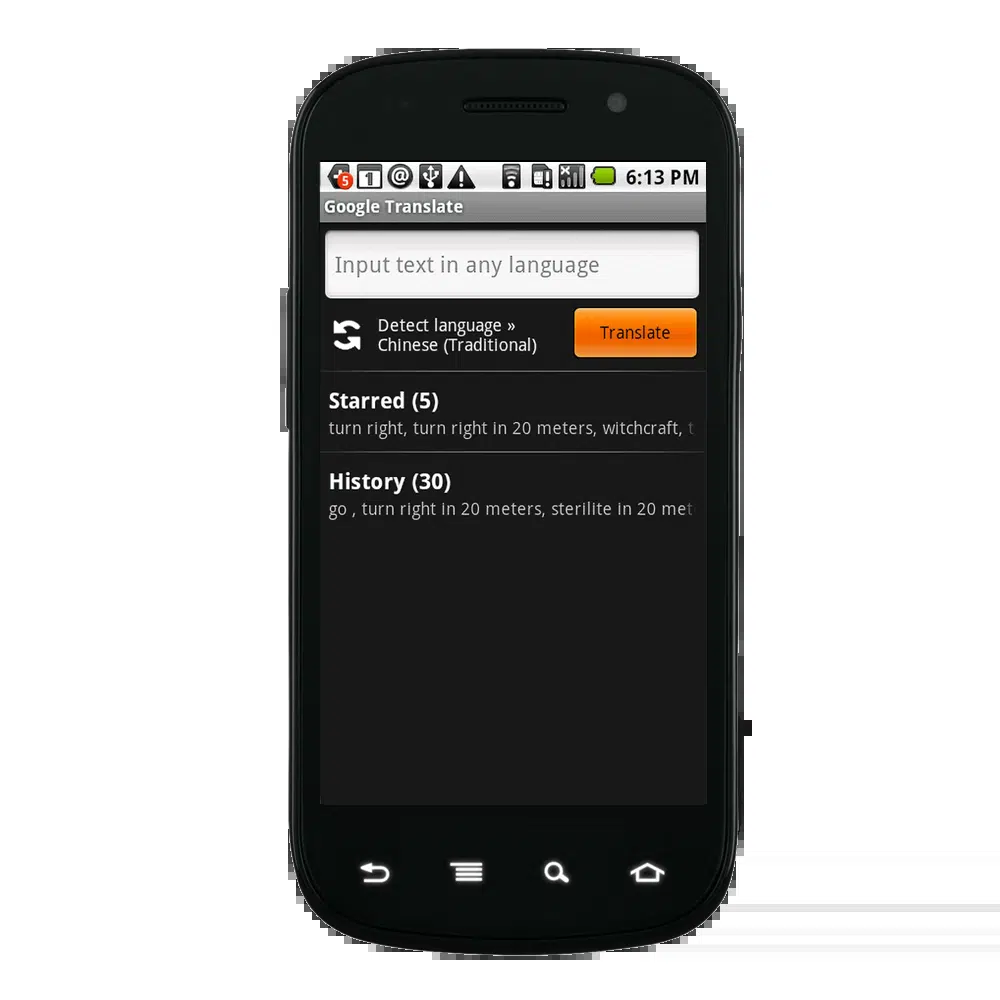 5 1 @ 6:13 PM
Google Translate
Input text in any language
Detect language »
Chinese (Traditional)
Translate
Starred (5)
turn right, turn right in 20 meters, witchcraft, t
History (30)
go , turn right in 20 meters, sterilite in 20 met